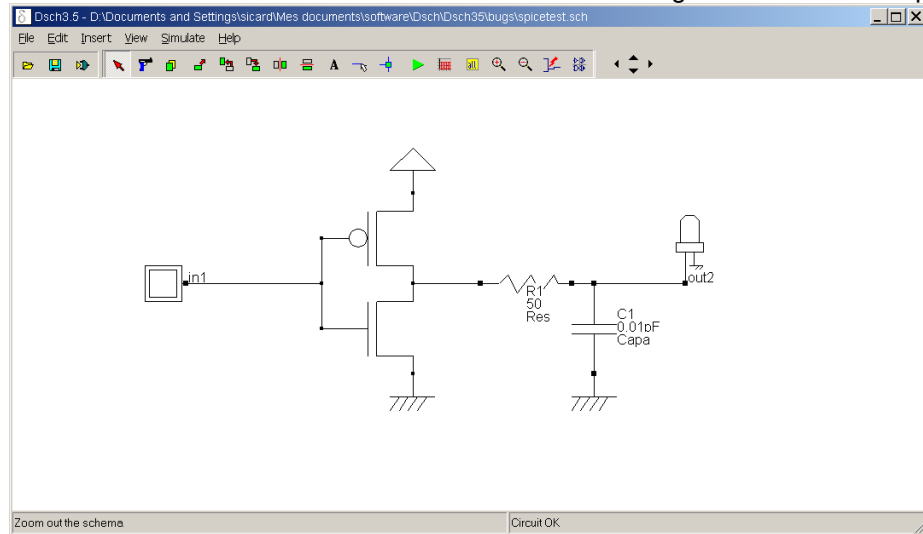 Dsch3.5 - D:\Documents and Settings\sicard\Mes documents\software\Dsch\Dsch35\bugs\spicetest.sch
File Edit Insert View Simulate Help
A
in1
R1
50
Res
out2
C1
0.01pF
Capa
Zoom out the schema
Circuit OK